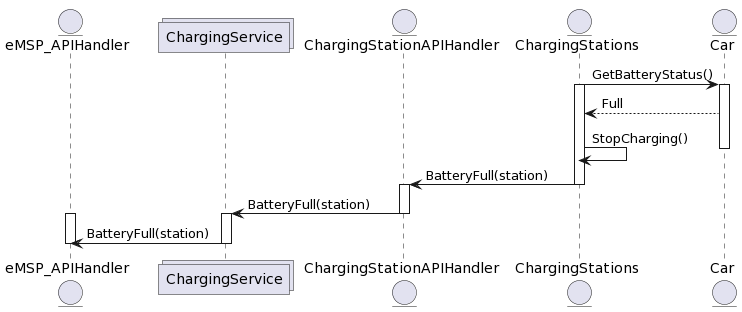 eMSP_APIHandler
ChargingService
ChargingStationAPIHandler
ChargingStations
Car
GetBatteryStatus()
Full
StopCharging()
BatteryFull(station)
BatteryFull(station)
BatteryFull(station)
eMSP_APIHandler
ChargingService
ChargingStationAPIHandler
ChargingStations
Car